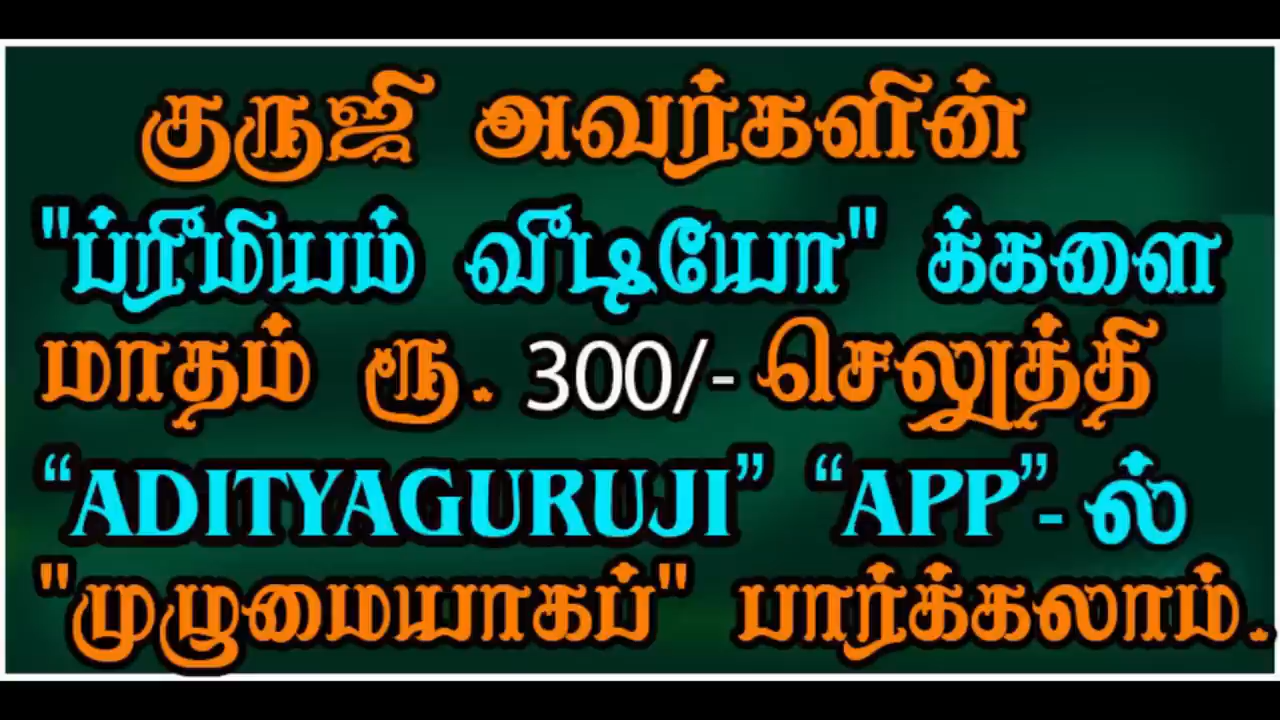 குருஜி அவர்களின்
"ப்ரீமியம் வீடியோ" க்களை
மாதம் ரூ. 300/- செலுத்தி
“ADITYAGURUJI” “APP”- ல்
"முழுமையாகப்" பார்க்கலாம்.